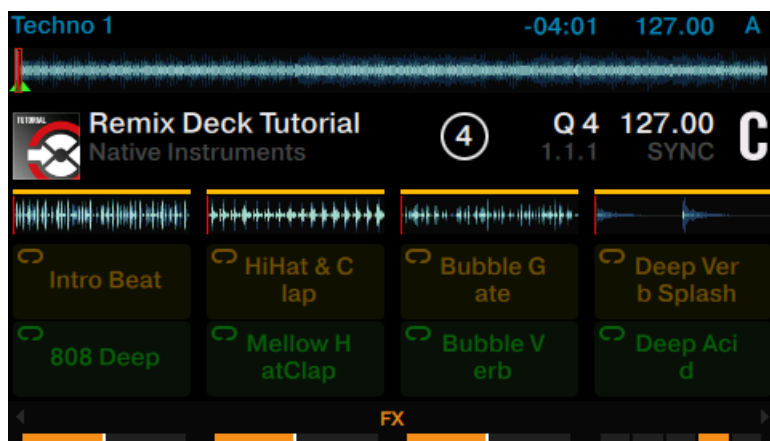 Techno 1 -04:01 127.00 A
TUTORIAL Remix Deck Tutorial 4 Q 4 127.00 C
Native Instruments 1.1.1 SYNC
Intro Beat HiHat & C Bubble G Deep Ver
lap ate b Splash
808 Deep Mellow H Bubble V Deep Aci
atClap erb d
FX